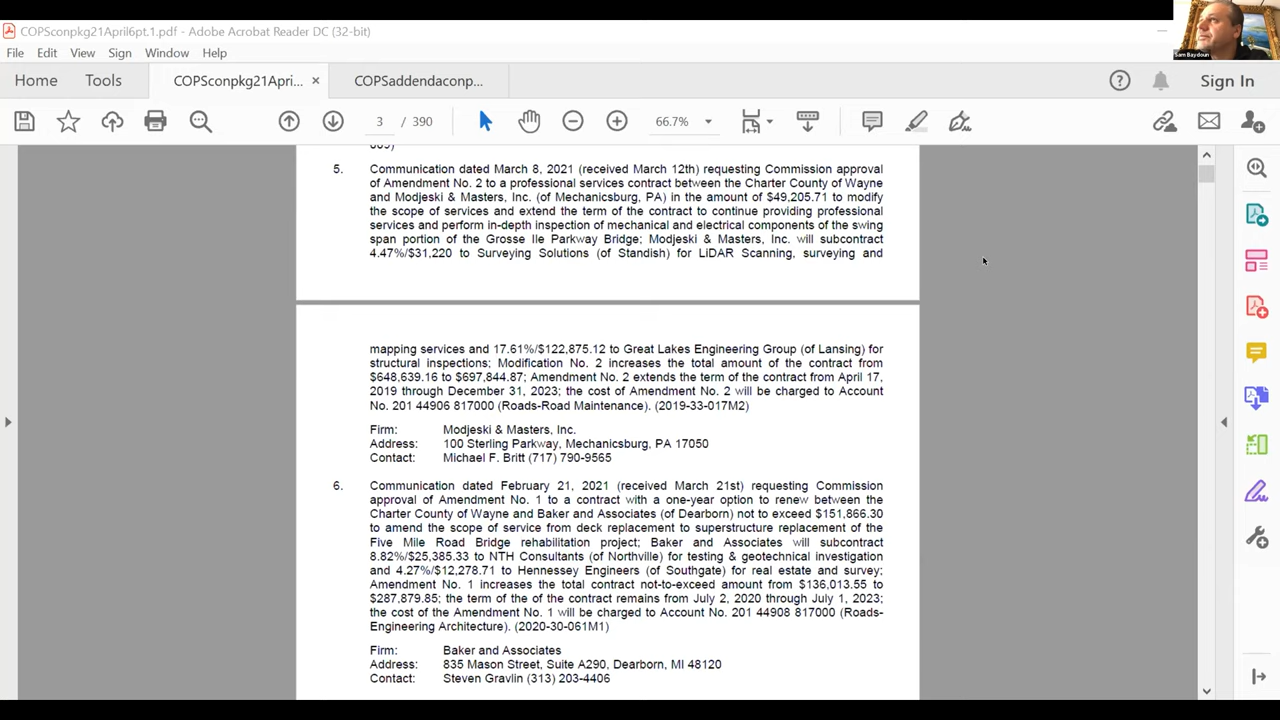 COPSconpkg21April6pt.1.pdf - Adobe Acrobat Reader DC (32-bit)
Sam Baydoun
File Edit View Sign Window Help
Home Tools COPSconpkg21Apri... × COPSaddendaconp... Sign In
3 / 390 66.7%
5. Communication dated March 8, 2021 (received March 12th) requesting Commission approval
of Amendment No. 2 to a professional services contract between the Charter County of Wayne
and Modjeski & Masters, Inc. (of Mechanicsburg, PA) in the amount of $49,205.71 to modify
the scope of services and extend the term of the contract to continue providing professional
services and perform in-depth inspection of mechanical and electrical components of the swing
span portion of the Grosse Ile Parkway Bridge; Modjeski & Masters, Inc. will subcontract
4.47%/$31,220 to Surveying Solutions (of Standish) for LiDAR Scanning, surveying and
mapping services and 17.61%/$122,875.12 to Great Lakes Engineering Group (of Lansing) for
structural inspections; Modification No. 2 increases the total amount of the contract from
$648,639.16 to $697,844.87; Amendment No. 2 extends the term of the contract from April 17,
2019 through December 31, 2023; the cost of Amendment No. 2 will be charged to Account
No. 201 44906 817000 (Roads-Road Maintenance). (2019-33-017M2)
Firm: Modjeski & Masters, Inc.
Address: 100 Sterling Parkway, Mechanicsburg, PA 17050
Contact: Michael F. Britt (717) 790-9565
6. Communication dated February 21, 2021 (received March 21st) requesting Commission
approval of Amendment No. 1 to a contract with a one-year option to renew between the
Charter County of Wayne and Baker and Associates (of Dearborn) not to exceed $151,866.30
to amend the scope of service from deck replacement to superstructure replacement of the
Five Mile Road Bridge rehabilitation project; Baker and Associates will subcontract
8.82%/$25,385.33 to NTH Consultants (of Northville) for testing & geotechnical investigation
and 4.27%/$12,278.71 to Hennessey Engineers (of Southgate) for real estate and survey;
Amendment No. 1 increases the total contract not-to-exceed amount from $136,013.55 to
$287,879.85; the term of the of the contract remains from July 2, 2020 through July 1, 2023;
the cost of the Amendment No. 1 will be charged to Account No. 201 44908 817000 (Roads-
Engineering Architecture). (2020-30-061M1)
Firm: Baker and Associates
Address: 835 Mason Street, Suite A290, Dearborn, MI 48120
Contact: Steven Gravlin (313) 203-4406